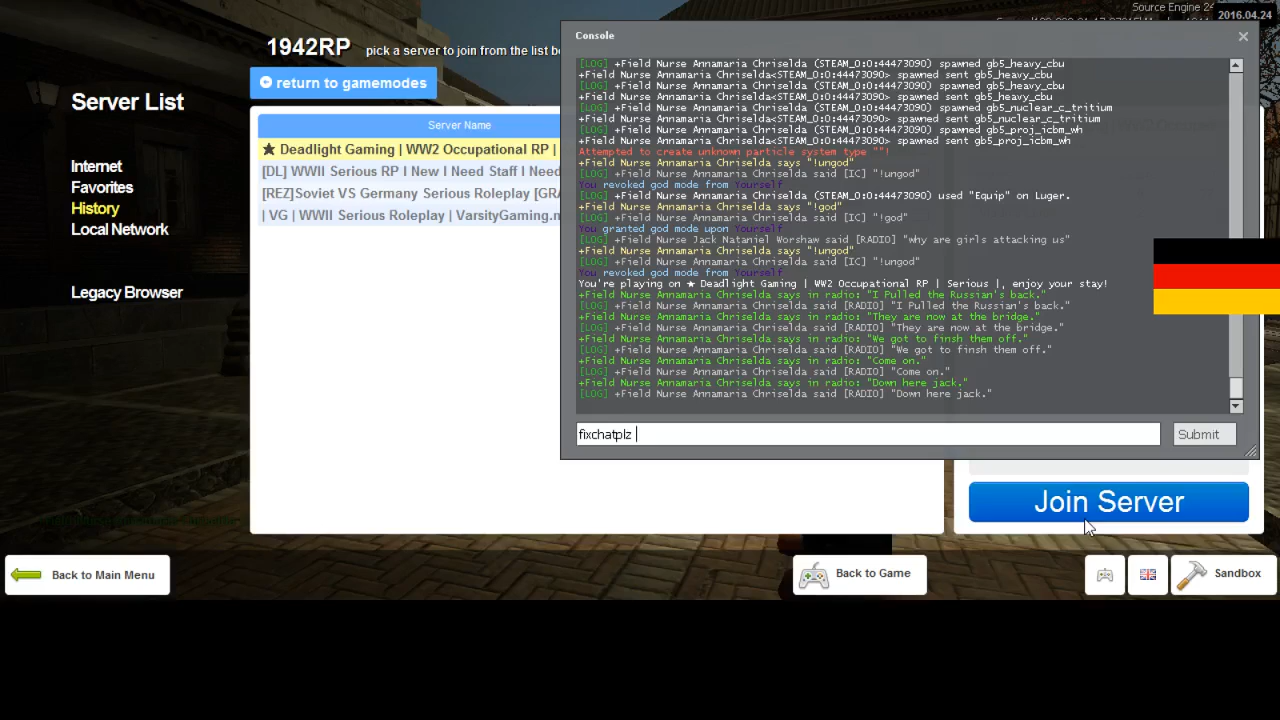 Source Engine 24
2016.04.24
1942RP pick a server to join from the list be
return to gamemodes
Server List
Internet
Favorites
History
Local Network
Legacy Browser
Server Name
★ Deadlight Gaming | WW2 Occupational RP |
[DL] WWII Serious RP I New I Need Staff I Need
[REZ]Soviet VS Germany Serious Roleplay [GRA
| VG | WWII Serious Roleplay | VarsityGaming.n
Console
[LOG] +Field Nurse Annamaria Chriselda (STEAM_0:0:44473090) spawned gb5_heavy_cbu
+Field Nurse Annamaria Chriselda<STEAM_0:0:44473090> spawned sent gb5_heavy_cbu
[LOG] +Field Nurse Annamaria Chriselda (STEAM_0:0:44473090) spawned gb5_heavy_cbu
+Field Nurse Annamaria Chriselda<STEAM_0:0:44473090> spawned sent gb5_heavy_cbu
[LOG] +Field Nurse Annamaria Chriselda (STEAM_0:0:44473090) spawned gb5_nuclear_c_tritium
+Field Nurse Annamaria Chriselda<STEAM_0:0:44473090> spawned sent gb5_nuclear_c_tritium
[LOG] +Field Nurse Annamaria Chriselda (STEAM_0:0:44473090) spawned gb5_proj_icbm_wh
+Field Nurse Annamaria Chriselda<STEAM_0:0:44473090> spawned sent gb5_proj_icbm_wh
Attempted to create unknown particle system type ""!
+Field Nurse Annamaria Chriselda says "!ungod"
[LOG] +Field Nurse Annamaria Chriselda said [IC] "!ungod"
You revoked god mode from Yourself
[LOG] +Field Nurse Annamaria Chriselda (STEAM_0:0:44473090) used "Equip" on Luger.
+Field Nurse Annamaria Chriselda says "!god"
[LOG] +Field Nurse Annamaria Chriselda said [IC] "!god"
You granted god mode upon Yourself
[LOG] +Field Nurse Jack Nataniel Worshaw said [RADIO] "why are girls attacking us"
+Field Nurse Annamaria Chriselda says "!ungod"
[LOG] +Field Nurse Annamaria Chriselda said [IC] "!ungod"
You revoked god mode from Yourself
You're playing on ★ Deadlight Gaming | WW2 Occupational RP | Serious |, enjoy your stay!
+Field Nurse Annamaria Chriselda says in radio: "I Pulled the Russian's back."
[LOG] +Field Nurse Annamaria Chriselda said [RADIO] "I Pulled the Russian's back."
+Field Nurse Annamaria Chriselda says in radio: "They are now at the bridge."
[LOG] +Field Nurse Annamaria Chriselda said [RADIO] "They are now at the bridge."
+Field Nurse Annamaria Chriselda says in radio: "We got to finsh them off."
[LOG] +Field Nurse Annamaria Chriselda said [RADIO] "We got to finsh them off."
+Field Nurse Annamaria Chriselda says in radio: "Come on."
[LOG] +Field Nurse Annamaria Chriselda said [RADIO] "Come on."
+Field Nurse Annamaria Chriselda says in radio: "Down here jack."
[LOG] +Field Nurse Annamaria Chriselda said [RADIO] "Down here jack."
fixchatplz
Submit
Join Server
Back to Main Menu
Back to Game
Sandbox